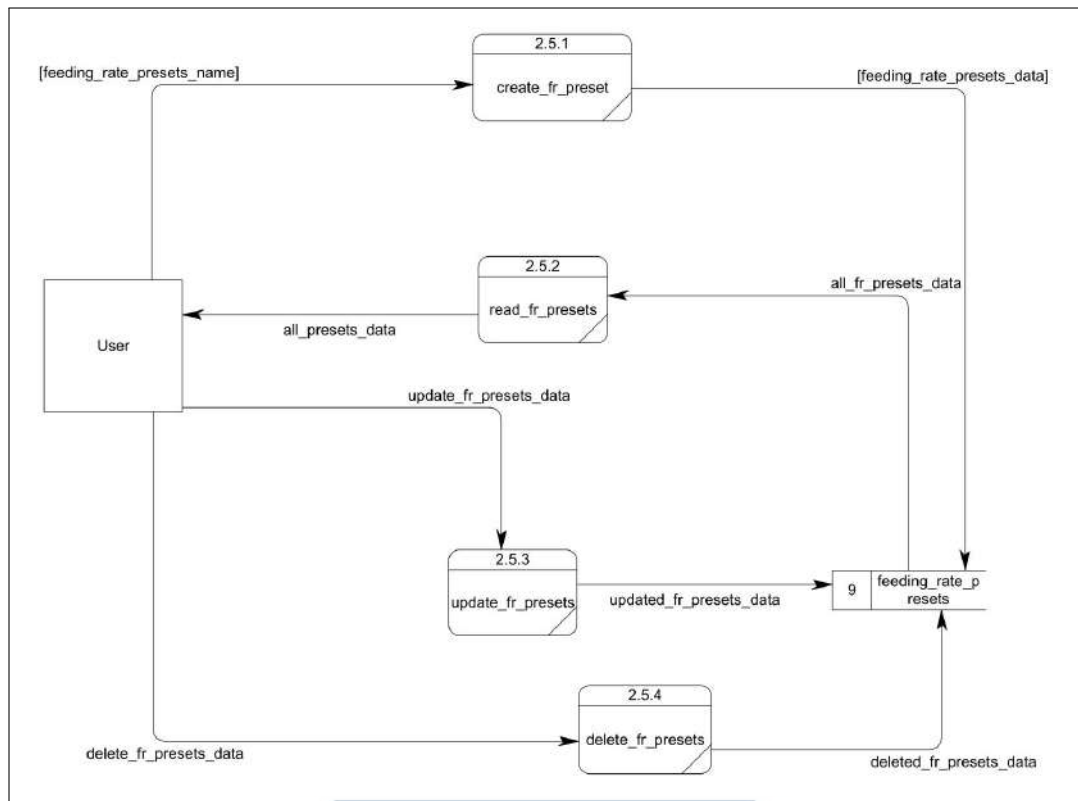 2.5.1
[feeding_rate_presets_name]
[feeding_rate_presets_data]
create_fr_preset
2.5.2
all_fr_presets_data
read_fr_presets
all_presets_data
User
update_fr_presets_data
2.5.3
9
feeding_rate_p
resets
update_fr_presets
updated_fr_presets_data
2.5.4
delete_fr_presets
delete_fr_presets_data
deleted_fr_presets_data